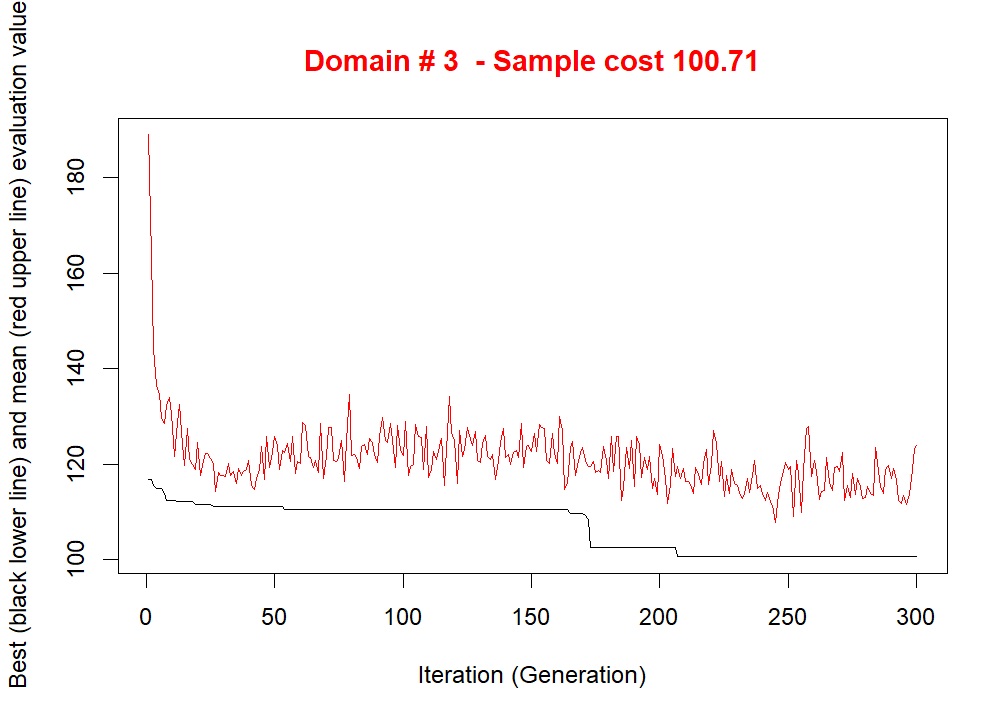 Domain # 3  - Sample cost 100.71
Best (black lower line) and mean (red upper line) evaluation value
180
160
140
120
100
0 50 100 150 200 250 300
Iteration (Generation)